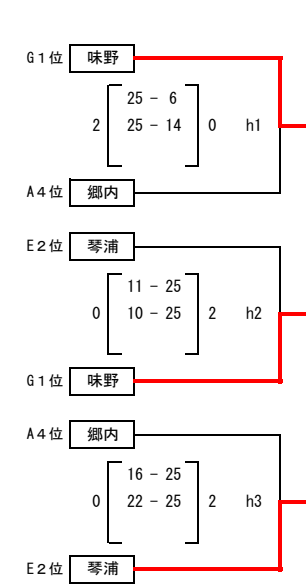 G１位 味野
25 － 6
2 25 － 14 0 h1
A４位 郷内
E２位 琴浦
11 － 25
0 10 － 25 2 h2
G１位 味野
A４位 郷内
16 － 25
0 22 － 25 2 h3
E２位 琴浦